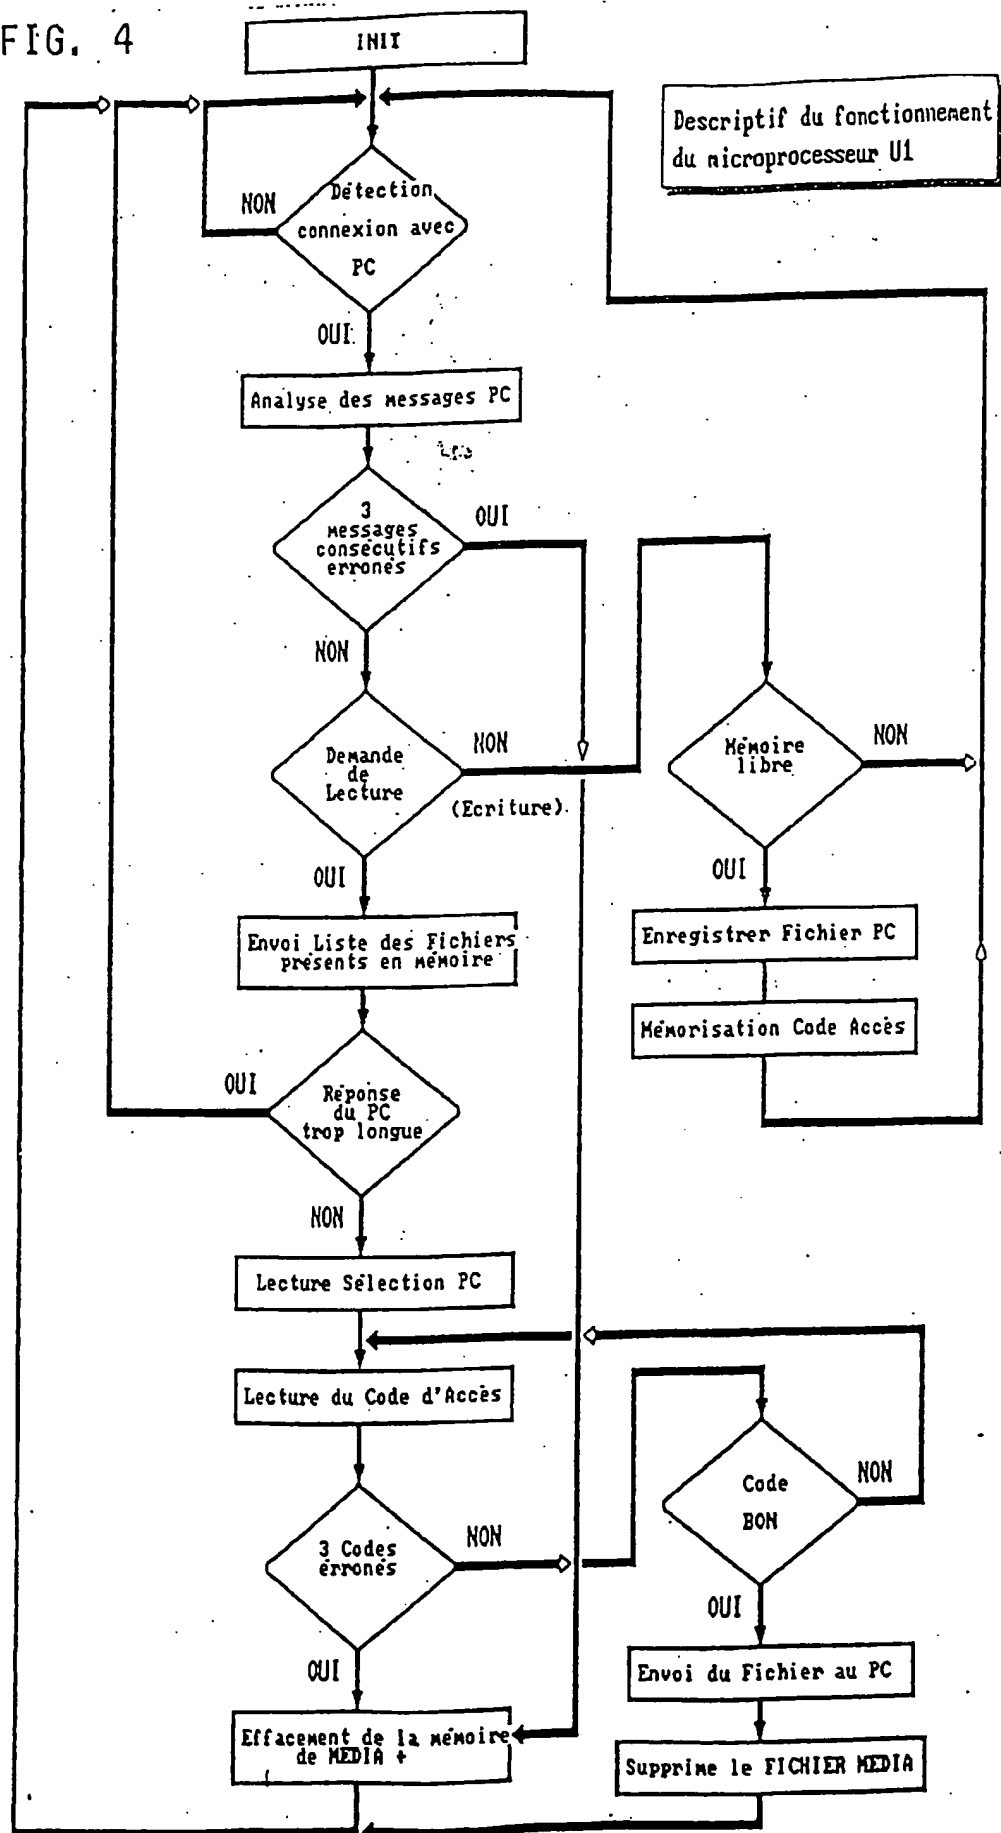 FIG. 4
INIT
Descriptif du fonctionnement
du microprocesseur U1
Détection
connexion avec
PC
NON
OUI
Analyse des messages PC
3
messages
consécutifs
erronés
OUI
NON
Demande
de
Lecture
NON
(Ecriture)
OUI
Mémoire
libre
NON
OUI
Envoi Liste des Fichiers
présents en mémoire
Enregistrer Fichier PC
Mémorisation Code Accès
Réponse
du PC
trop longue
OUI
NON
Lecture Sélection PC
Lecture du Code d'Accès
Code
BON
NON
3 Codes
érronés
NON
OUI
OUI
Envoi du Fichier au PC
Effacement de la mémoire
de MEDIA +
Supprime le FICHIER MEDIA